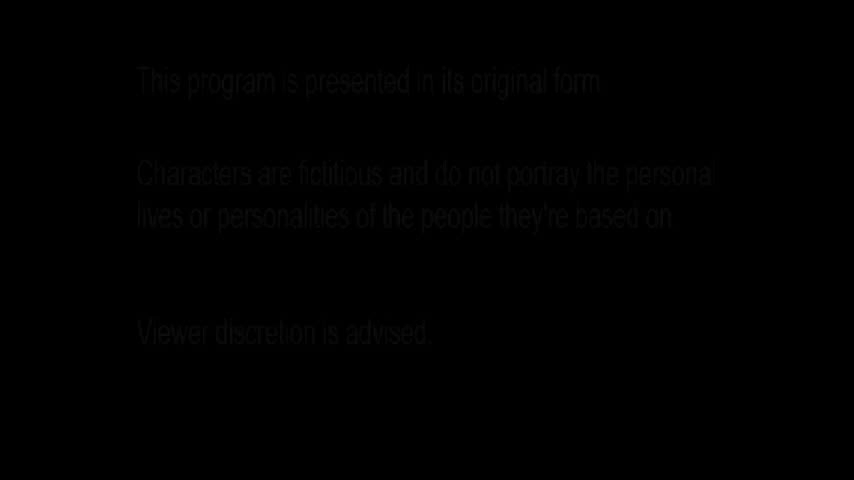 This program is presented in its original form.
Characters are fictitious and do not portray the personal
lives or personalities of the people they're based on.
Viewer discretion is advised.